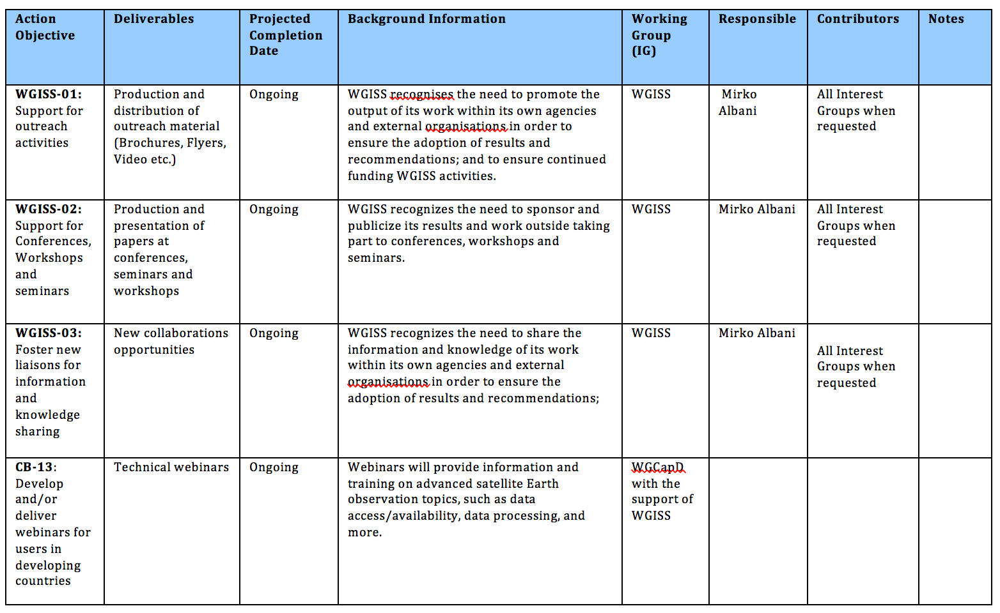 Action
Objective
Deliverables
Projected
Completion
Date
Background Information
Working
Group
(IG)
Responsible
Contributors
Notes
WGISS-01:
Support for
outreach
activities
Production and
distribution of
outreach material
(Brochures, Flyers,
Video etc.)
Ongoing
WGISS recognises the need to promote the
output of its work within its own agencies
and external organisations in order to
ensure the adoption of results and
recommendations; and to ensure continued
funding WGISS activities.
WGISS
Mirko
Albani
All Interest
Groups when
requested
WGISS-02:
Support for
Conferences,
Workshops
and
seminars
Production and
presentation of
papers at
conferences,
seminars and
workshops
Ongoing
WGISS recognizes the need to sponsor and
publicize its results and work outside taking
part to conferences, workshops and
seminars.
WGISS
Mirko Albani
All Interest
Groups when
requested
WGISS-03:
Foster new
liaisons for
information
and
knowledge
sharing
New collaborations
opportunities
Ongoing
WGISS recognizes the need to share the
information and knowledge of its work
within its own agencies and external
organisations in order to ensure the
adoption of results and recommendations;
WGISS
Mirko Albani
All Interest
Groups when
requested
CB-13:
Develop
and/or
deliver
webinars for
users in
developing
countries
Technical webinars
Ongoing
Webinars will provide information and
training on advanced satellite Earth
observation topics, such as data
access/availability, data processing, and
more.
WGCapD
with the
support of
WGISS